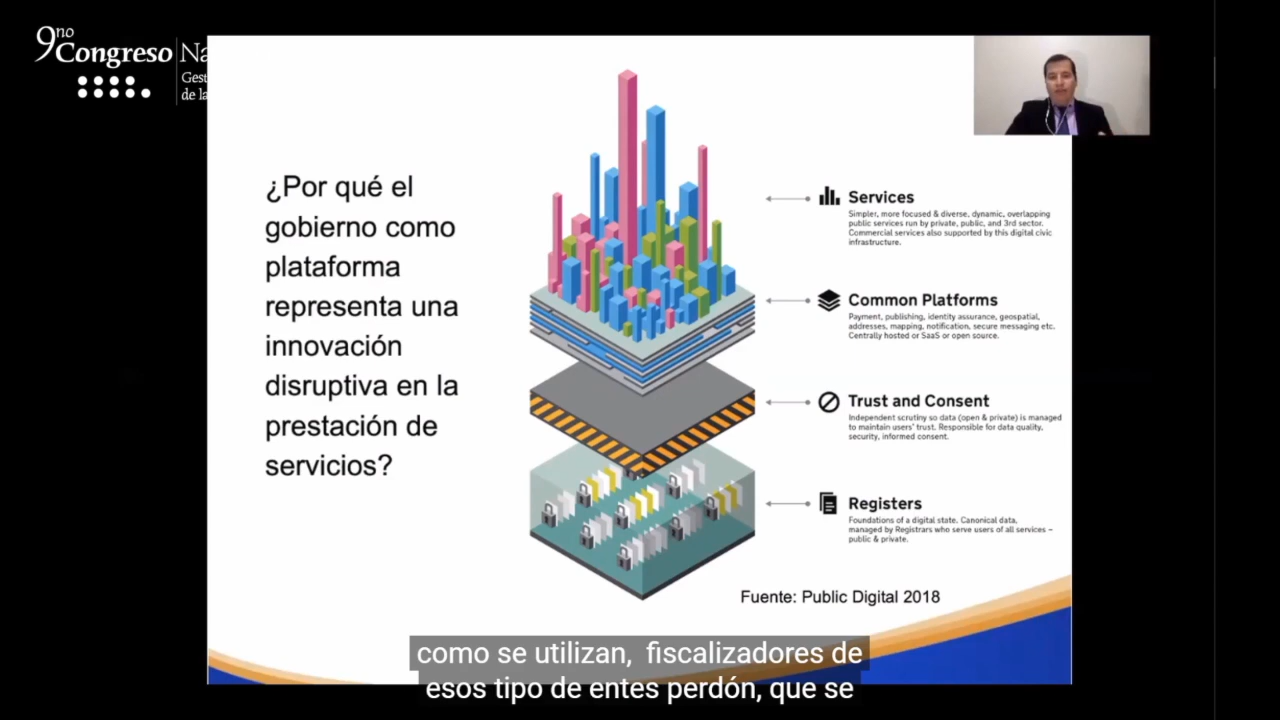 9no
Congreso Na
Gest
de la
¿Por qué el
gobierno como
plataforma
representa una
innovación
disruptiva en la
prestación de
servicios?
Services
Simpler, more focused & diverse, dynamic, overlapping
public services run by private, public, and 3rd sector.
Commercial services also supported by this digital civic
infrastructure.
Common Platforms
Payment, publishing, identity assurance, geospatial,
addresses, mapping, notification, secure messaging etc.
Centrally hosted or SaaS or open source.
Trust and Consent
Independent scrutiny so data (open & private) is managed
to maintain users' trust. Responsible for data quality,
security, informed consent.
Registers
Foundations of a digital state. Canonical data,
managed by Registrars who serve users of all services –
public & private.
Fuente: Public Digital 2018
como se utilizan, fiscalizadores de
esos tipo de entes perdón, que se